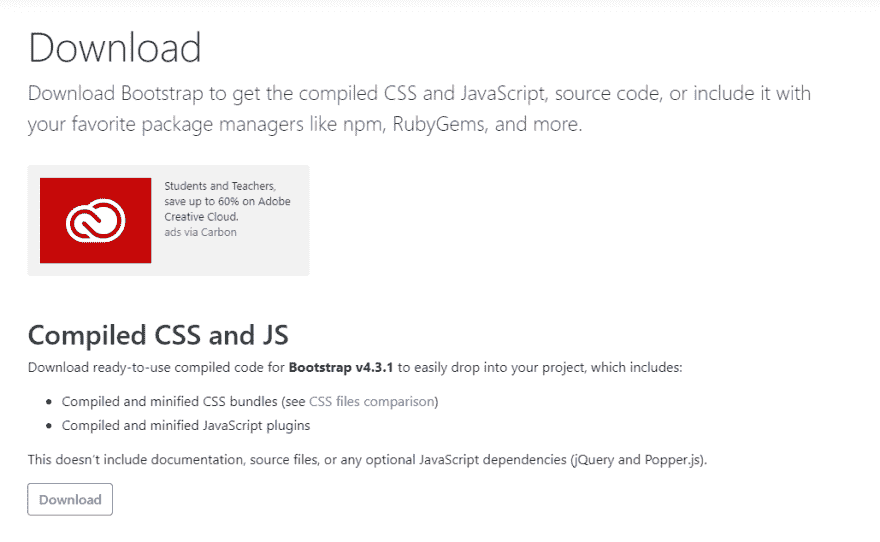 Download
Download Bootstrap to get the compiled CSS and JavaScript, source code, or include it with
your favorite package managers like npm, RubyGems, and more.
Students and Teachers,
save up to 60% on Adobe
Creative Cloud.
ads via Carbon
Compiled CSS and JS
Download ready-to-use compiled code for Bootstrap v4.3.1 to easily drop into your project, which includes:
• Compiled and minified CSS bundles (see CSS files comparison)
• Compiled and minified JavaScript plugins
This doesn't include documentation, source files, or any optional JavaScript dependencies (jQuery and Popper.js).
Download